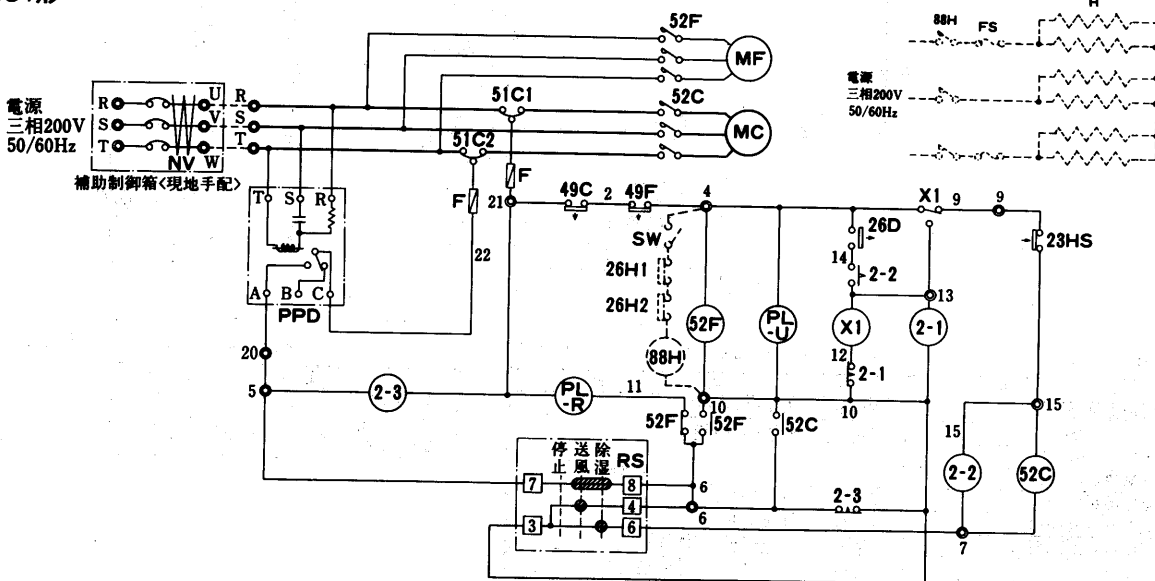 52F
MF
88H
FS
H
電源
三相200V
50/60Hz
電源
三相200V
50/60Hz
R
S
T
U
V
W
NV
R
S
T
補助制御箱<現地手配>
51C1
51C2
52C
MC
F
F
T
S
R
A
B
C
PPD
22
21
49C
2
49F
4
SW
26H1
26H2
88H
52F
PL
-U
26D
14
2-2
X1
X1
12
2-1
10
9
9
13
2-1
23HS
20
5
2-3
PL
-R
11
52F
10
52F
52C
15
15
2-2
52C
停止
送風
除湿
RS
7
8
6
4
6
3
6
2-3
7